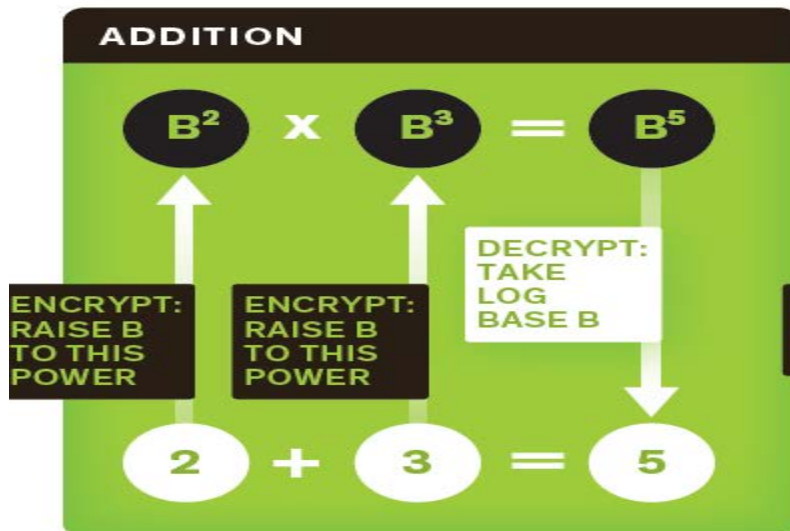 ADDITION
B² x B³ = B⁵
ENCRYPT:
RAISE B
TO THIS
POWER
ENCRYPT:
RAISE B
TO THIS
POWER
DECRYPT:
TAKE
LOG
BASE B
2 + 3 = 5